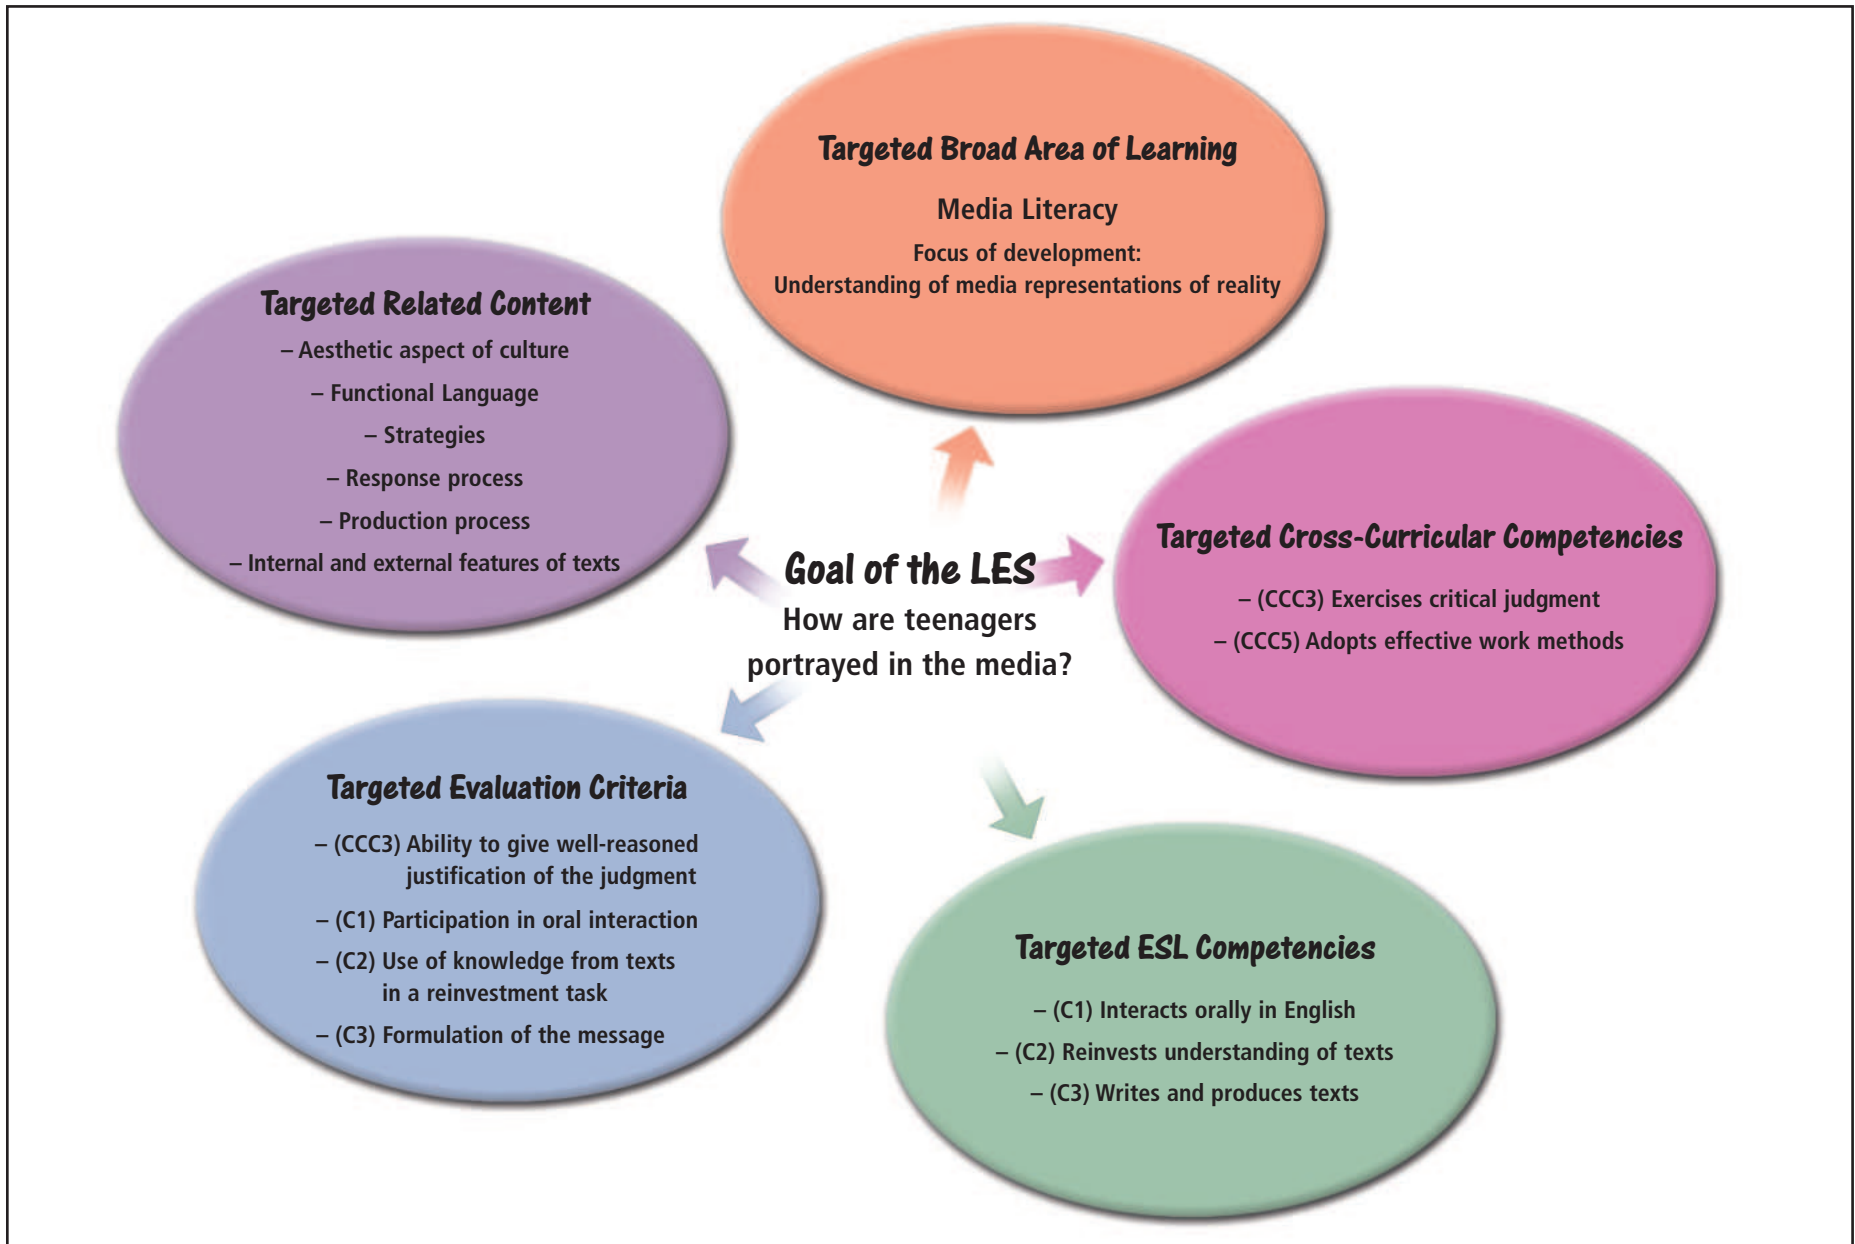 Targeted Broad Area of Learning
Media Literacy
Focus of development:
Understanding of media representations of reality
Targeted Related Content
– Aesthetic aspect of culture
– Functional Language
– Strategies
– Response process
– Production process
– Internal and external features of texts
Goal of the LES
How are teenagers
portrayed in the media?
Targeted Cross-Curricular Competencies
– (CCC3) Exercises critical judgment
– (CCC5) Adopts effective work methods
Targeted Evaluation Criteria
– (CCC3) Ability to give well-reasoned
justification of the judgment
– (C1) Participation in oral interaction
– (C2) Use of knowledge from texts
in a reinvestment task
– (C3) Formulation of the message
Targeted ESL Competencies
– (C1) Interacts orally in English
– (C2) Reinvests understanding of texts
– (C3) Writes and produces texts